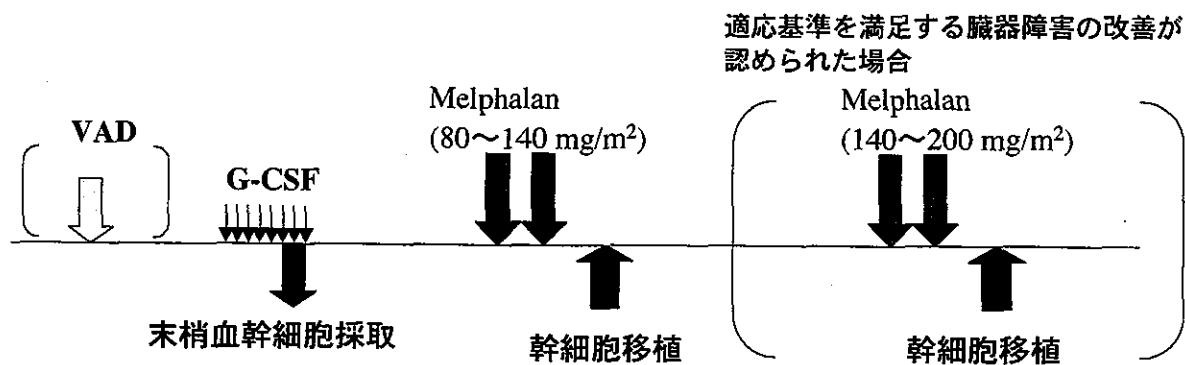 適応基準を満足する臓器障害の改善が
認められた場合
VAD
G-CSF
末梢血幹細胞採取
Melphalan
(80〜140 mg/m²)
幹細胞移植
Melphalan
(140〜200 mg/m²)
幹細胞移植